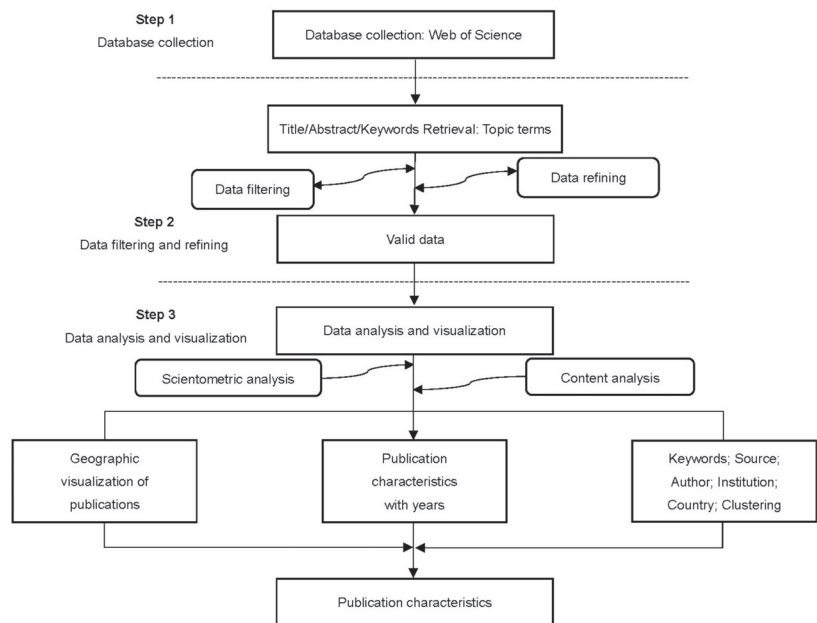 Step 1
Database collection
Database collection: Web of Science
Title/Abstract/Keywords Retrieval: Topic terms
Data filtering
Data refining
Step 2
Data filtering and refining
Valid data
Step 3
Data analysis and visualization
Data analysis and visualization
Scientometric analysis
Content analysis
Geographic
visualization of
publications
Publication
characteristics
with years
Keywords; Source;
Author; Institution;
Country; Clustering
Publication characteristics